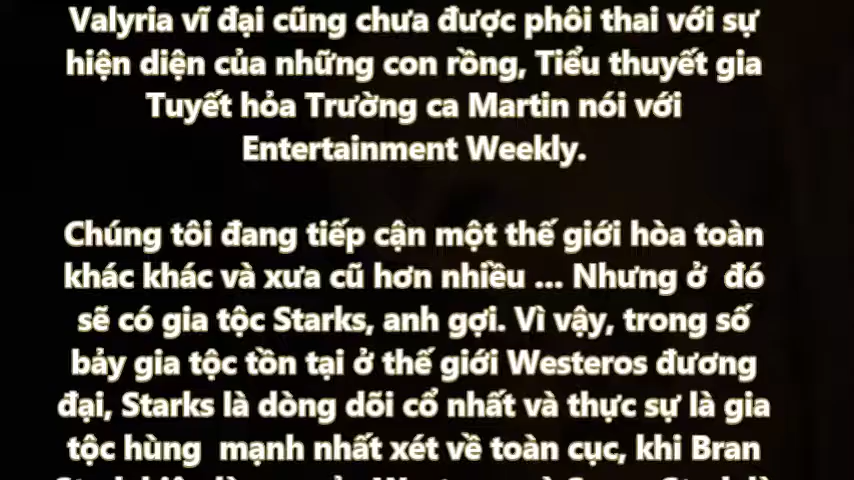 Valyria vĩ đại cũng chưa được phôi thai với sự
hiện diện của những con rồng, Tiểu thuyết gia
Tuyết hỏa Trường ca Martin nói với
Entertainment Weekly.
Chúng tôi đang tiếp cận một thế giới hòa toàn
khác khác và xưa cũ hơn nhiều ... Nhưng ở đó
sẽ có gia tộc Starks, anh gợi. Vì vậy, trong số
bảy gia tộc tồn tại ở thế giới Westeros đương
đại, Starks là dòng dõi cổ nhất và thực sự là gia
tộc hùng mạnh nhất xét về toàn cục, khi Bran